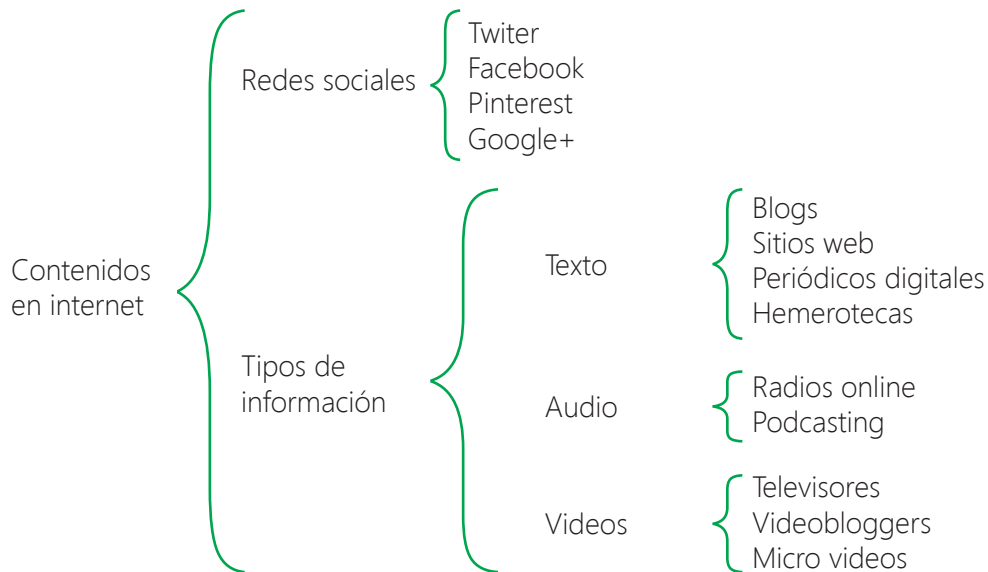 Contenidos
en internet
Redes sociales
Twiter
Facebook
Pinterest
Google+
Tipos de
información
Texto
Blogs
Sitios web
Periódicos digitales
Hemerotecas
Audio
Radios online
Podcasting
Videos
Televisores
Videobloggers
Micro videos